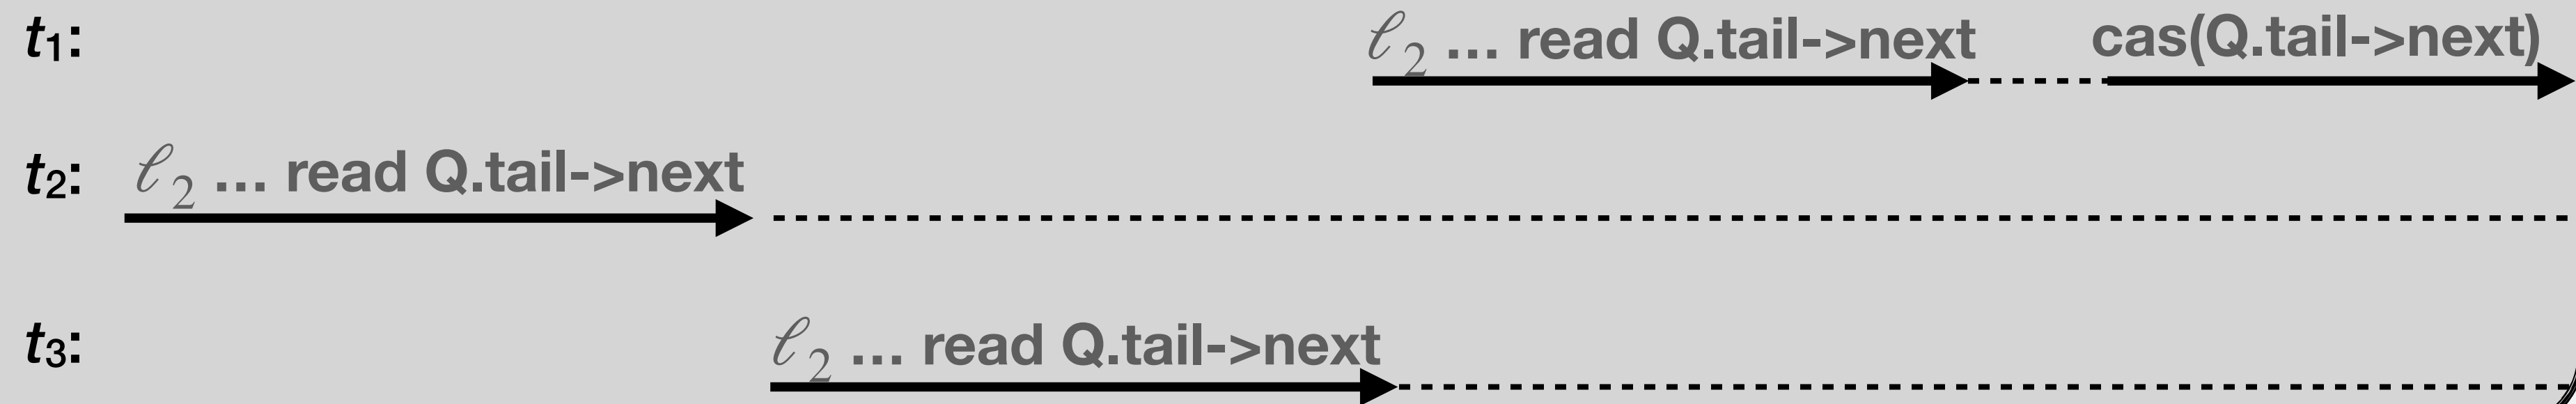 t₁: ℓ₂ ... read Q.tail->next cas(Q.tail->next)
t₂: ℓ₂ ... read Q.tail->next
t₃: ℓ₂ ... read Q.tail->next